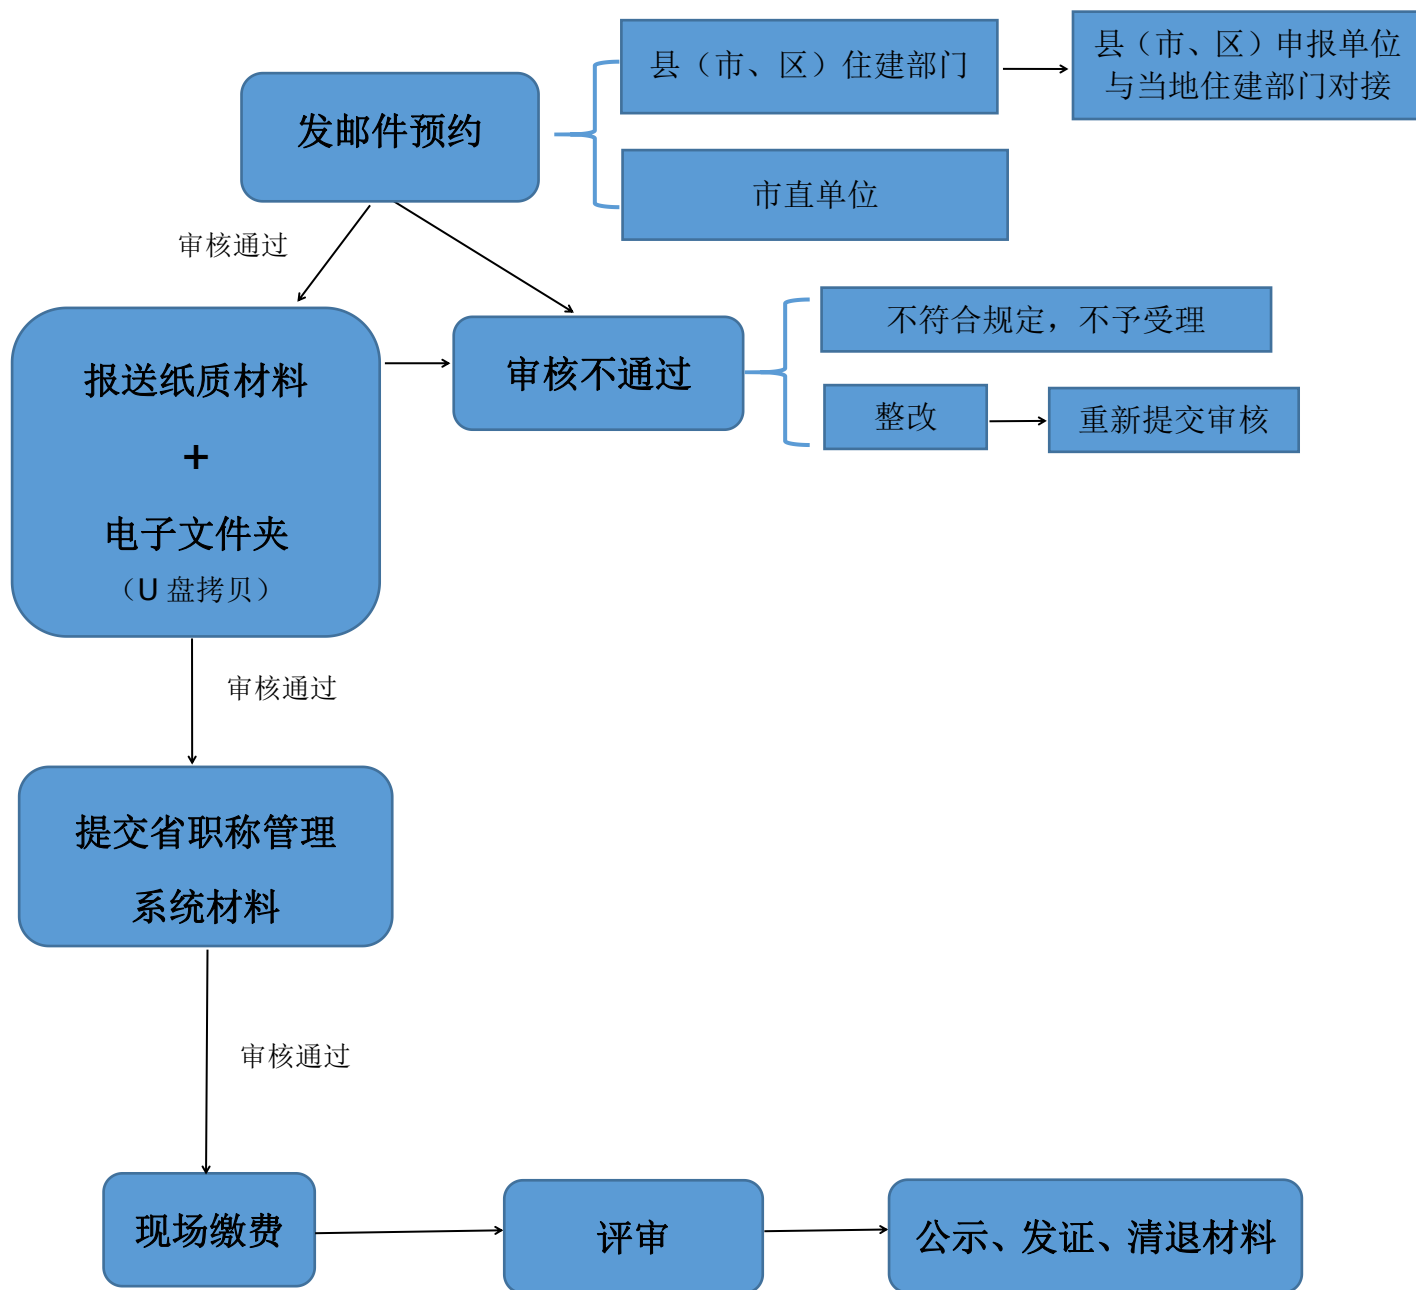 县（市、区）住建部门
县（市、区）申报单位
与当地住建部门对接
发邮件预约
市直单位
审核通过
不符合规定，不予受理
报送纸质材料
+
电子文件夹
（U 盘拷贝）
审核不通过
整改
重新提交审核
审核通过
提交省职称管理
系统材料
审核通过
现场缴费
评审
公示、发证、清退材料